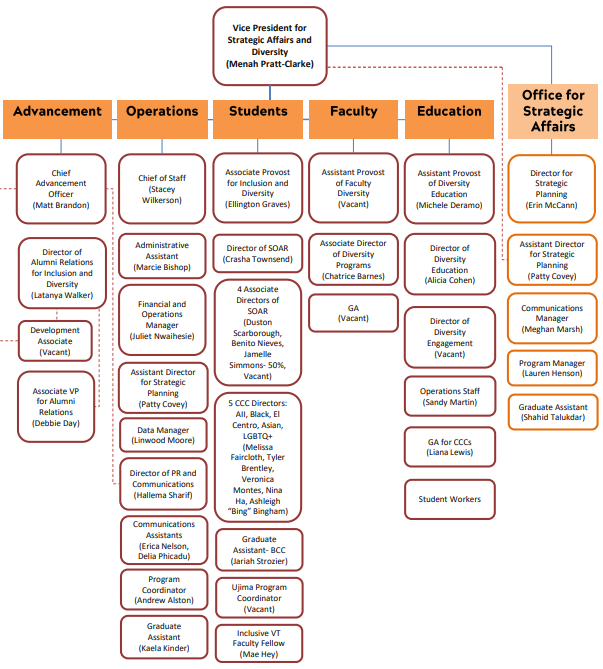 Vice President for
Strategic Affairs and
Diversity
(Menah Pratt-Clarke)
Advancement
Operations
Students
Faculty
Education
Office for
Strategic
Affairs
Chief
Advancement
Officer
(Matt Brandon)
Director of
Alumni Relations
for Inclusion and
Diversity
(Latanya Walker)
Development
Associate
(Vacant)
Associate VP
for Alumni
Relations
(Debbie Day)
Chief of Staff
(Stacey
Wilkerson)
Administrative
Assistant
(Marcie Bishop)
Financial and
Operations
Manager
(Juliet Nwaihesie)
Assistant Director
for Strategic
Planning
(Patty Covey)
Data Manager
(Linwood Moore)
Director of PR and
Communications
(Hallema Sharif)
Communications
Assistants
(Erica Nelson,
Delia Phicadu)
Program
Coordinator
(Andrew Alston)
Graduate
Assistant
(Kaela Kinder)
Associate Provost
for Inclusion and
Diversity
(Ellington Graves)
Director of SOAR
(Crasha Townsend)
4 Associate
Directors of
SOAR
(Duston
Scarborough,
Benito Nieves,
Jamelle
Simmons- 50%,
Vacant)
5 CCC Directors:
AII, Black, El
Centro, Asian,
LGBTQ+
(Melissa
Faircloth, Tyler
Brentley,
Veronica
Montes, Nina
Ha, Ashleigh
“Bing” Bingham)
Graduate
Assistant- BCC
(Jariah Strozier)
Ujima Program
Coordinator
(Vacant)
Inclusive VT
Faculty Fellow
(Mae Hey)
Assistant Provost
of Faculty
Diversity
(Vacant)
Associate Director
of Diversity
Programs
(Chatrice Barnes)
GA
(Vacant)
Assistant Provost
of Diversity
Education
(Michele Deramo)
Director of
Diversity
Education
(Alicia Cohen)
Director of
Diversity
Engagement
(Vacant)
Operations Staff
(Sandy Martin)
GA for CCCs
(Liana Lewis)
Student Workers
Director for
Strategic
Planning
(Erin McCann)
Assistant Director
for Strategic
Planning
(Patty Covey)
Communications
Manager
(Meghan Marsh)
Program Manager
(Lauren Henson)
Graduate Assistant
(Shahid Talukdar)